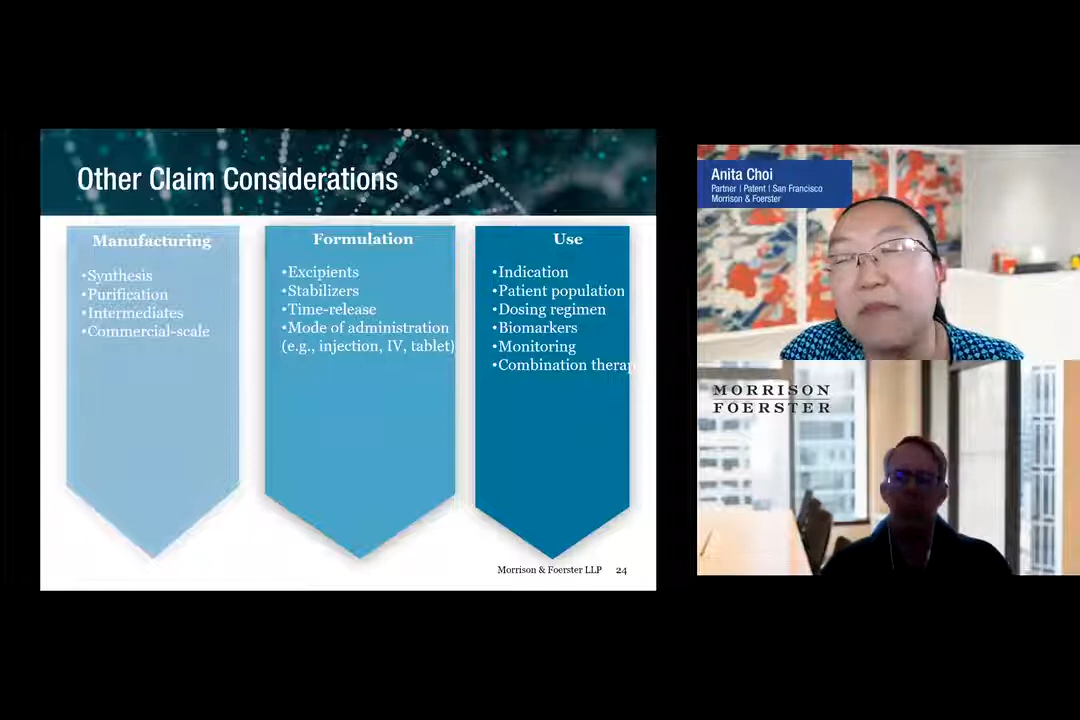 Other Claim Considerations
Manufacturing
•Synthesis
•Purification
•Intermediates
•Commercial-scale
Formulation
•Excipients
•Stabilizers
•Time-release
•Mode of administration
(e.g., injection, IV, tablet)
Use
•Indication
•Patient population
•Dosing regimen
•Biomarkers
•Monitoring
•Combination therap
Morrison & Foerster LLP 24
Anita Choi
Partner | Patent | San Francisco
Morrison & Foerster
MORRISON
FOERSTER